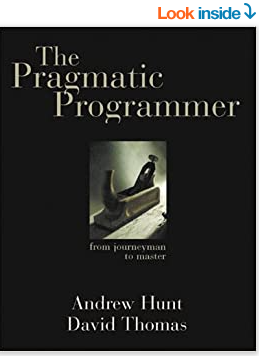 Look inside
The
Pragmatic
Programmer
from journeyman
to master
Andrew Hunt
David Thomas